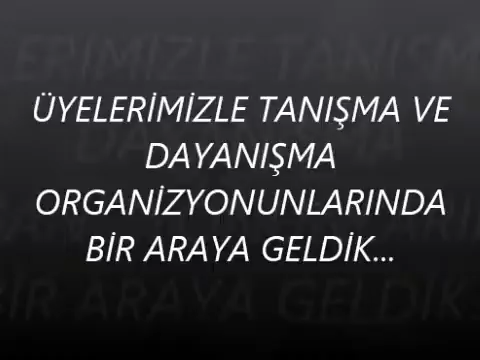 ÜYELERİMİZLE TANIŞMA VE
DAYANIŞMA
ORGANİZYONUNLARINDA
BİR ARAYA GELDİK...